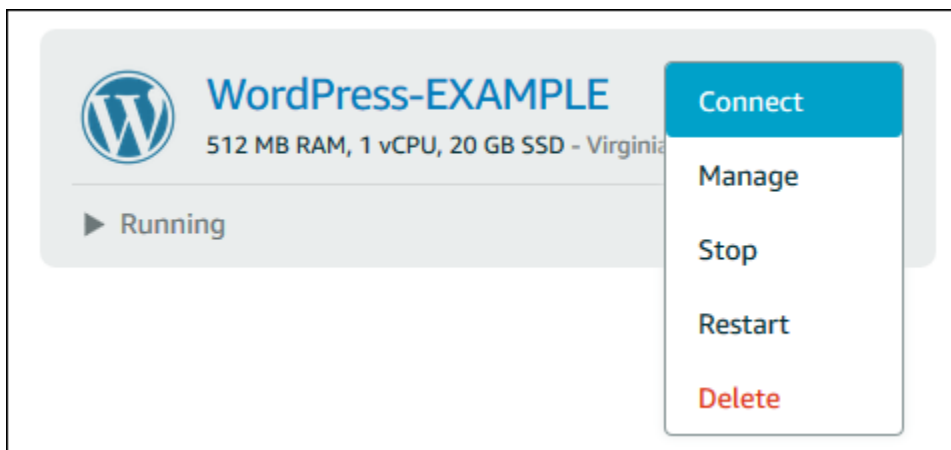 WordPress-EXAMPLE
512 MB RAM, 1 vCPU, 20 GB SSD - Virginia
Running
Connect
Manage
Stop
Restart
Delete